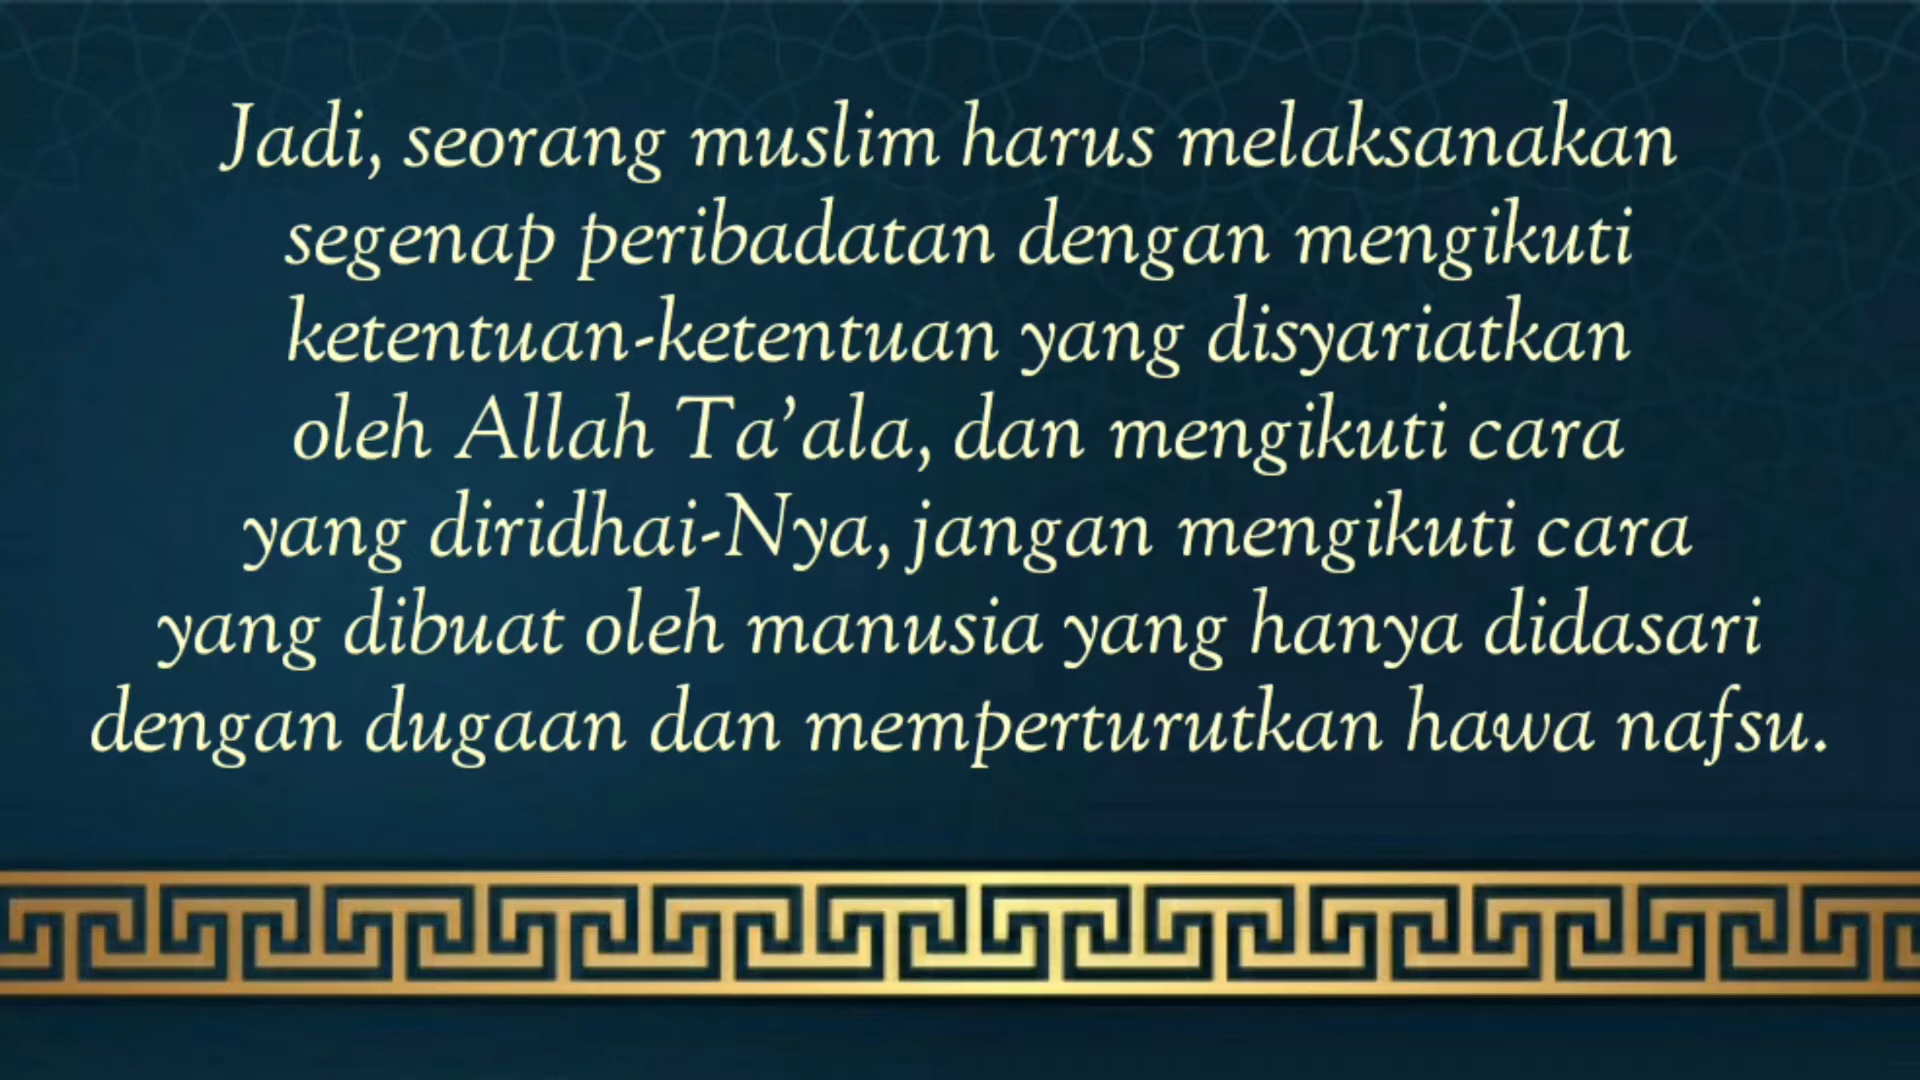 Jadi, seorang muslim harus melaksanakan
segenap peribadatan dengan mengikuti
ketentuan-ketentuan yang disyariatkan
oleh Allah Ta’ala, dan mengikuti cara
yang diridhai-Nya, jangan mengikuti cara
yang dibuat oleh manusia yang hanya didasari
dengan dugaan dan memperturutkan hawa nafsu.